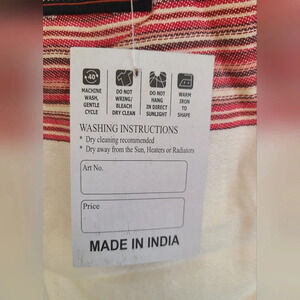 40°
MACHINE WASH, GENTLE CYCLE
DO NOT WRING/ BLEACH DRY CLEAN
DO NOT HANG IN DIRECT SUNLIGHT
WARM IRON TO SHAPE
WASHING INSTRUCTIONS
* Dry cleaning recommended
* Dry away from the Sun, Heaters or Radiators
Art No.
Price
MADE IN INDIA